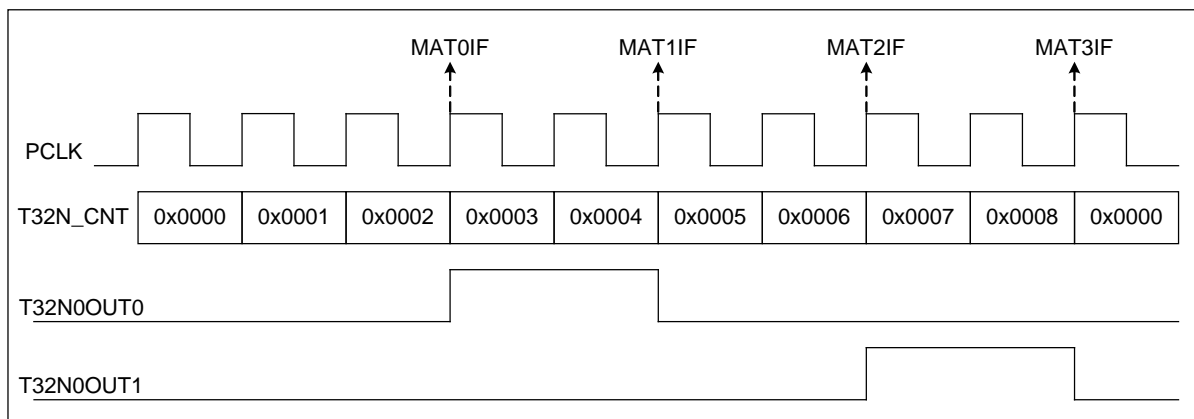 MAT0IF MAT1IF MAT2IF MAT3IF
PCLK
T32N_CNT 0x0000 0x0001 0x0002 0x0003 0x0004 0x0005 0x0006 0x0007 0x0008 0x0000
T32N0OUT0
T32N0OUT1